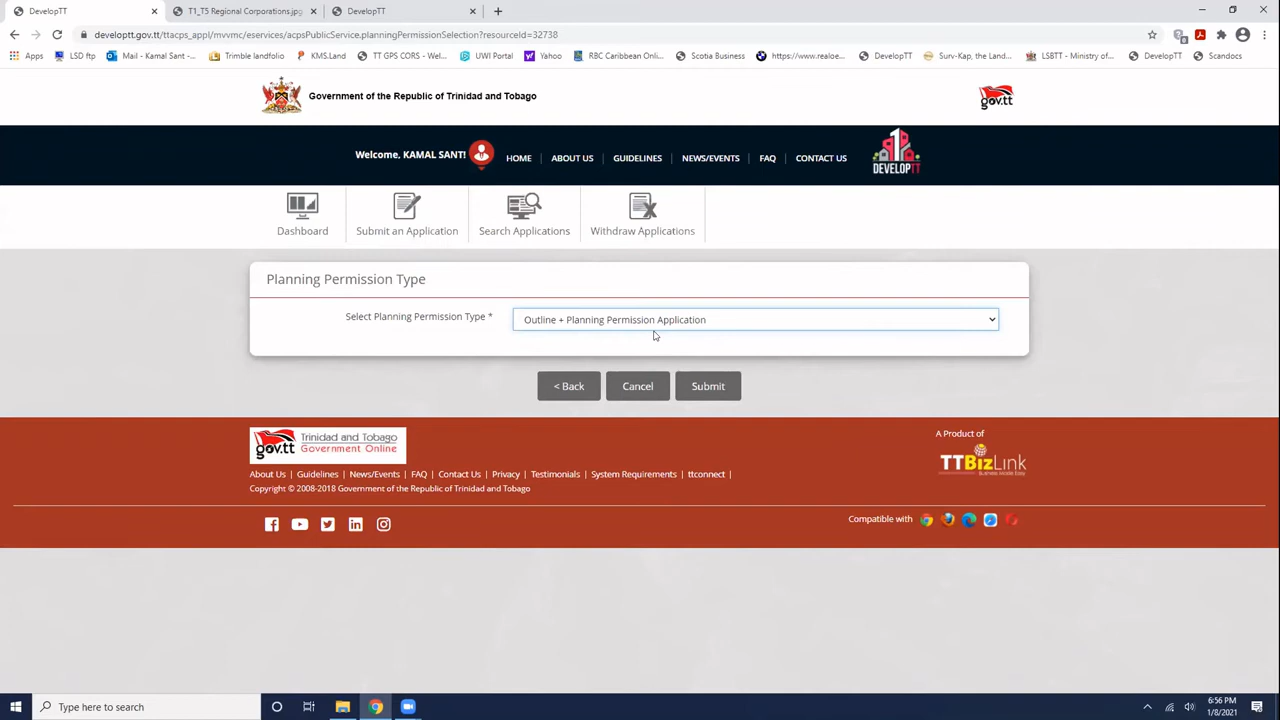 DevelopTT
T1_T5 Regional Corporations.jpg
DevelopTT
developtt.gov.tt/ttacps_appl/mvvmc/eservices/acpsPublicService.planningPermissionSelection?resourceId=32738
Apps LSD ftp Mail - Kamal Sant -... Trimble landfolio KMS.Land TT GPS CORS - Wel... UWI Portal Yahoo RBC Caribbean Onli... Scotia Business https://www.realoe... DevelopTT Surv-Kap, the Land... LSBTT - Ministry of... DevelopTT Scandocs
Government of the Republic of Trinidad and Tobago
gov.tt
Welcome, KAMAL SANT! HOME ABOUT US GUIDELINES NEWS/EVENTS FAQ CONTACT US
1
DEVELOPTT
Dashboard Submit an Application Search Applications Withdraw Applications
Planning Permission Type
Select Planning Permission Type * Outline + Planning Permission Application
< Back Cancel Submit
gov.tt Trinidad and Tobago
Government Online
About Us | Guidelines | News/Events | FAQ | Contact Us | Privacy | Testimonials | System Requirements | ttconnect |
Copyright © 2008-2018 Government of the Republic of Trinidad and Tobago
A Product of
TTBizLink
Compatible with
Type here to search
6:56 PM
1/8/2021